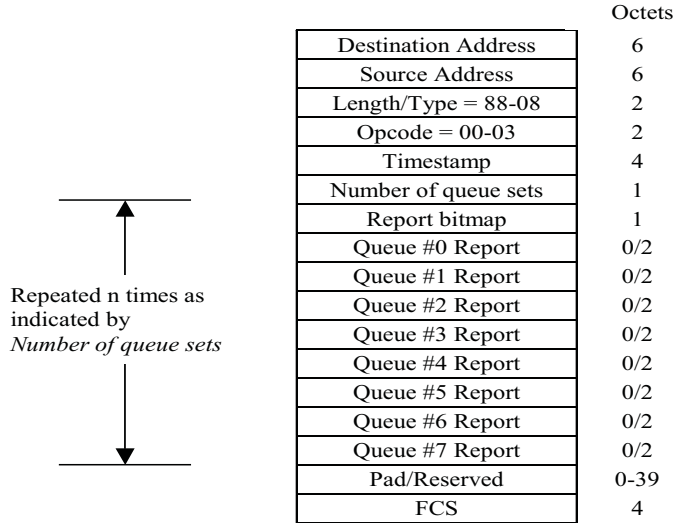 Octets
Destination Address 6
Source Address 6
Length/Type = 88-08 2
Opcode = 00-03 2
Timestamp 4
Number of queue sets 1
Report bitmap 1
Queue #0 Report 0/2
Queue #1 Report 0/2
Queue #2 Report 0/2
Queue #3 Report 0/2
Queue #4 Report 0/2
Queue #5 Report 0/2
Queue #6 Report 0/2
Queue #7 Report 0/2
Pad/Reserved 0-39
FCS 4
Repeated n times as
indicated by
Number of queue sets